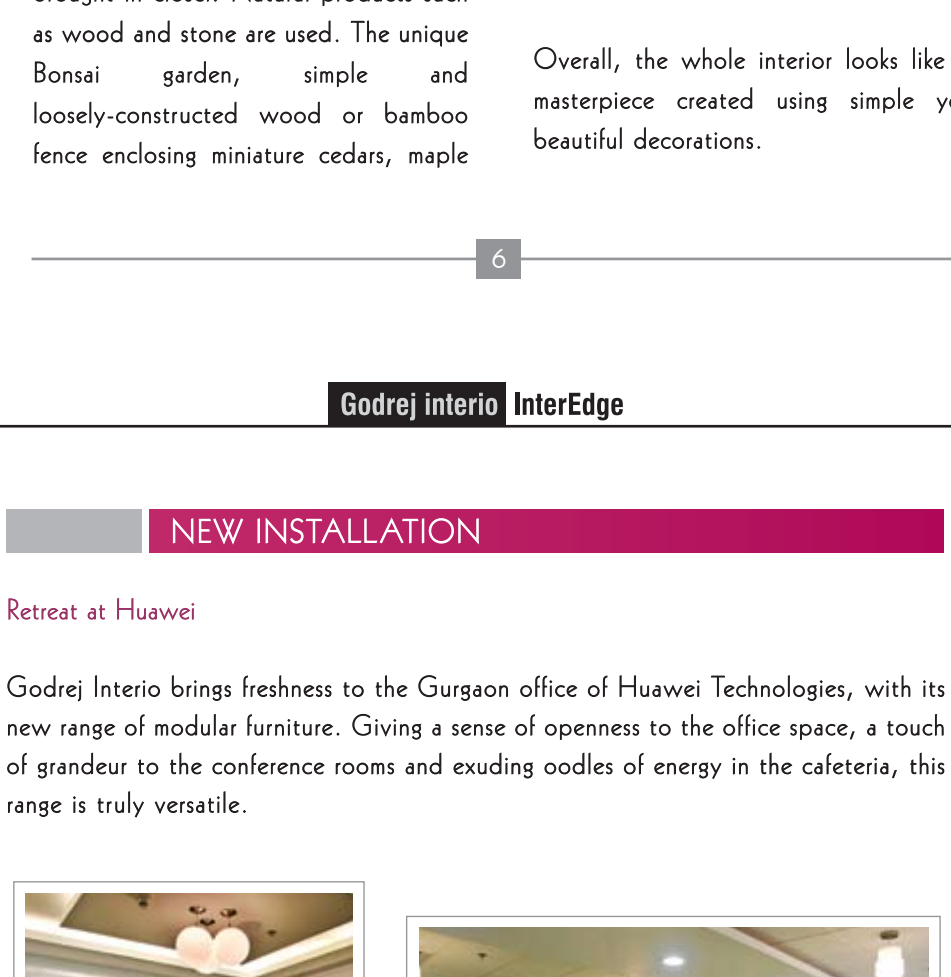 as wood and stone are used. The unique
Bonsai garden, simple and
loosely-constructed wood or bamboo
fence enclosing miniature cedars, maple
Overall, the whole interior looks like
masterpiece created using simple
beautiful decorations.
6
Godrej interio InterEdge
NEW INSTALLATION
Retreat at Huawei
Godrej Interio brings freshness to the Gurgaon office of Huawei Technologies, with its
new range of modular furniture. Giving a sense of openness to the office space, a touch
of grandeur to the conference rooms and exuding oodles of energy in the cafeteria, this
range is truly versatile.